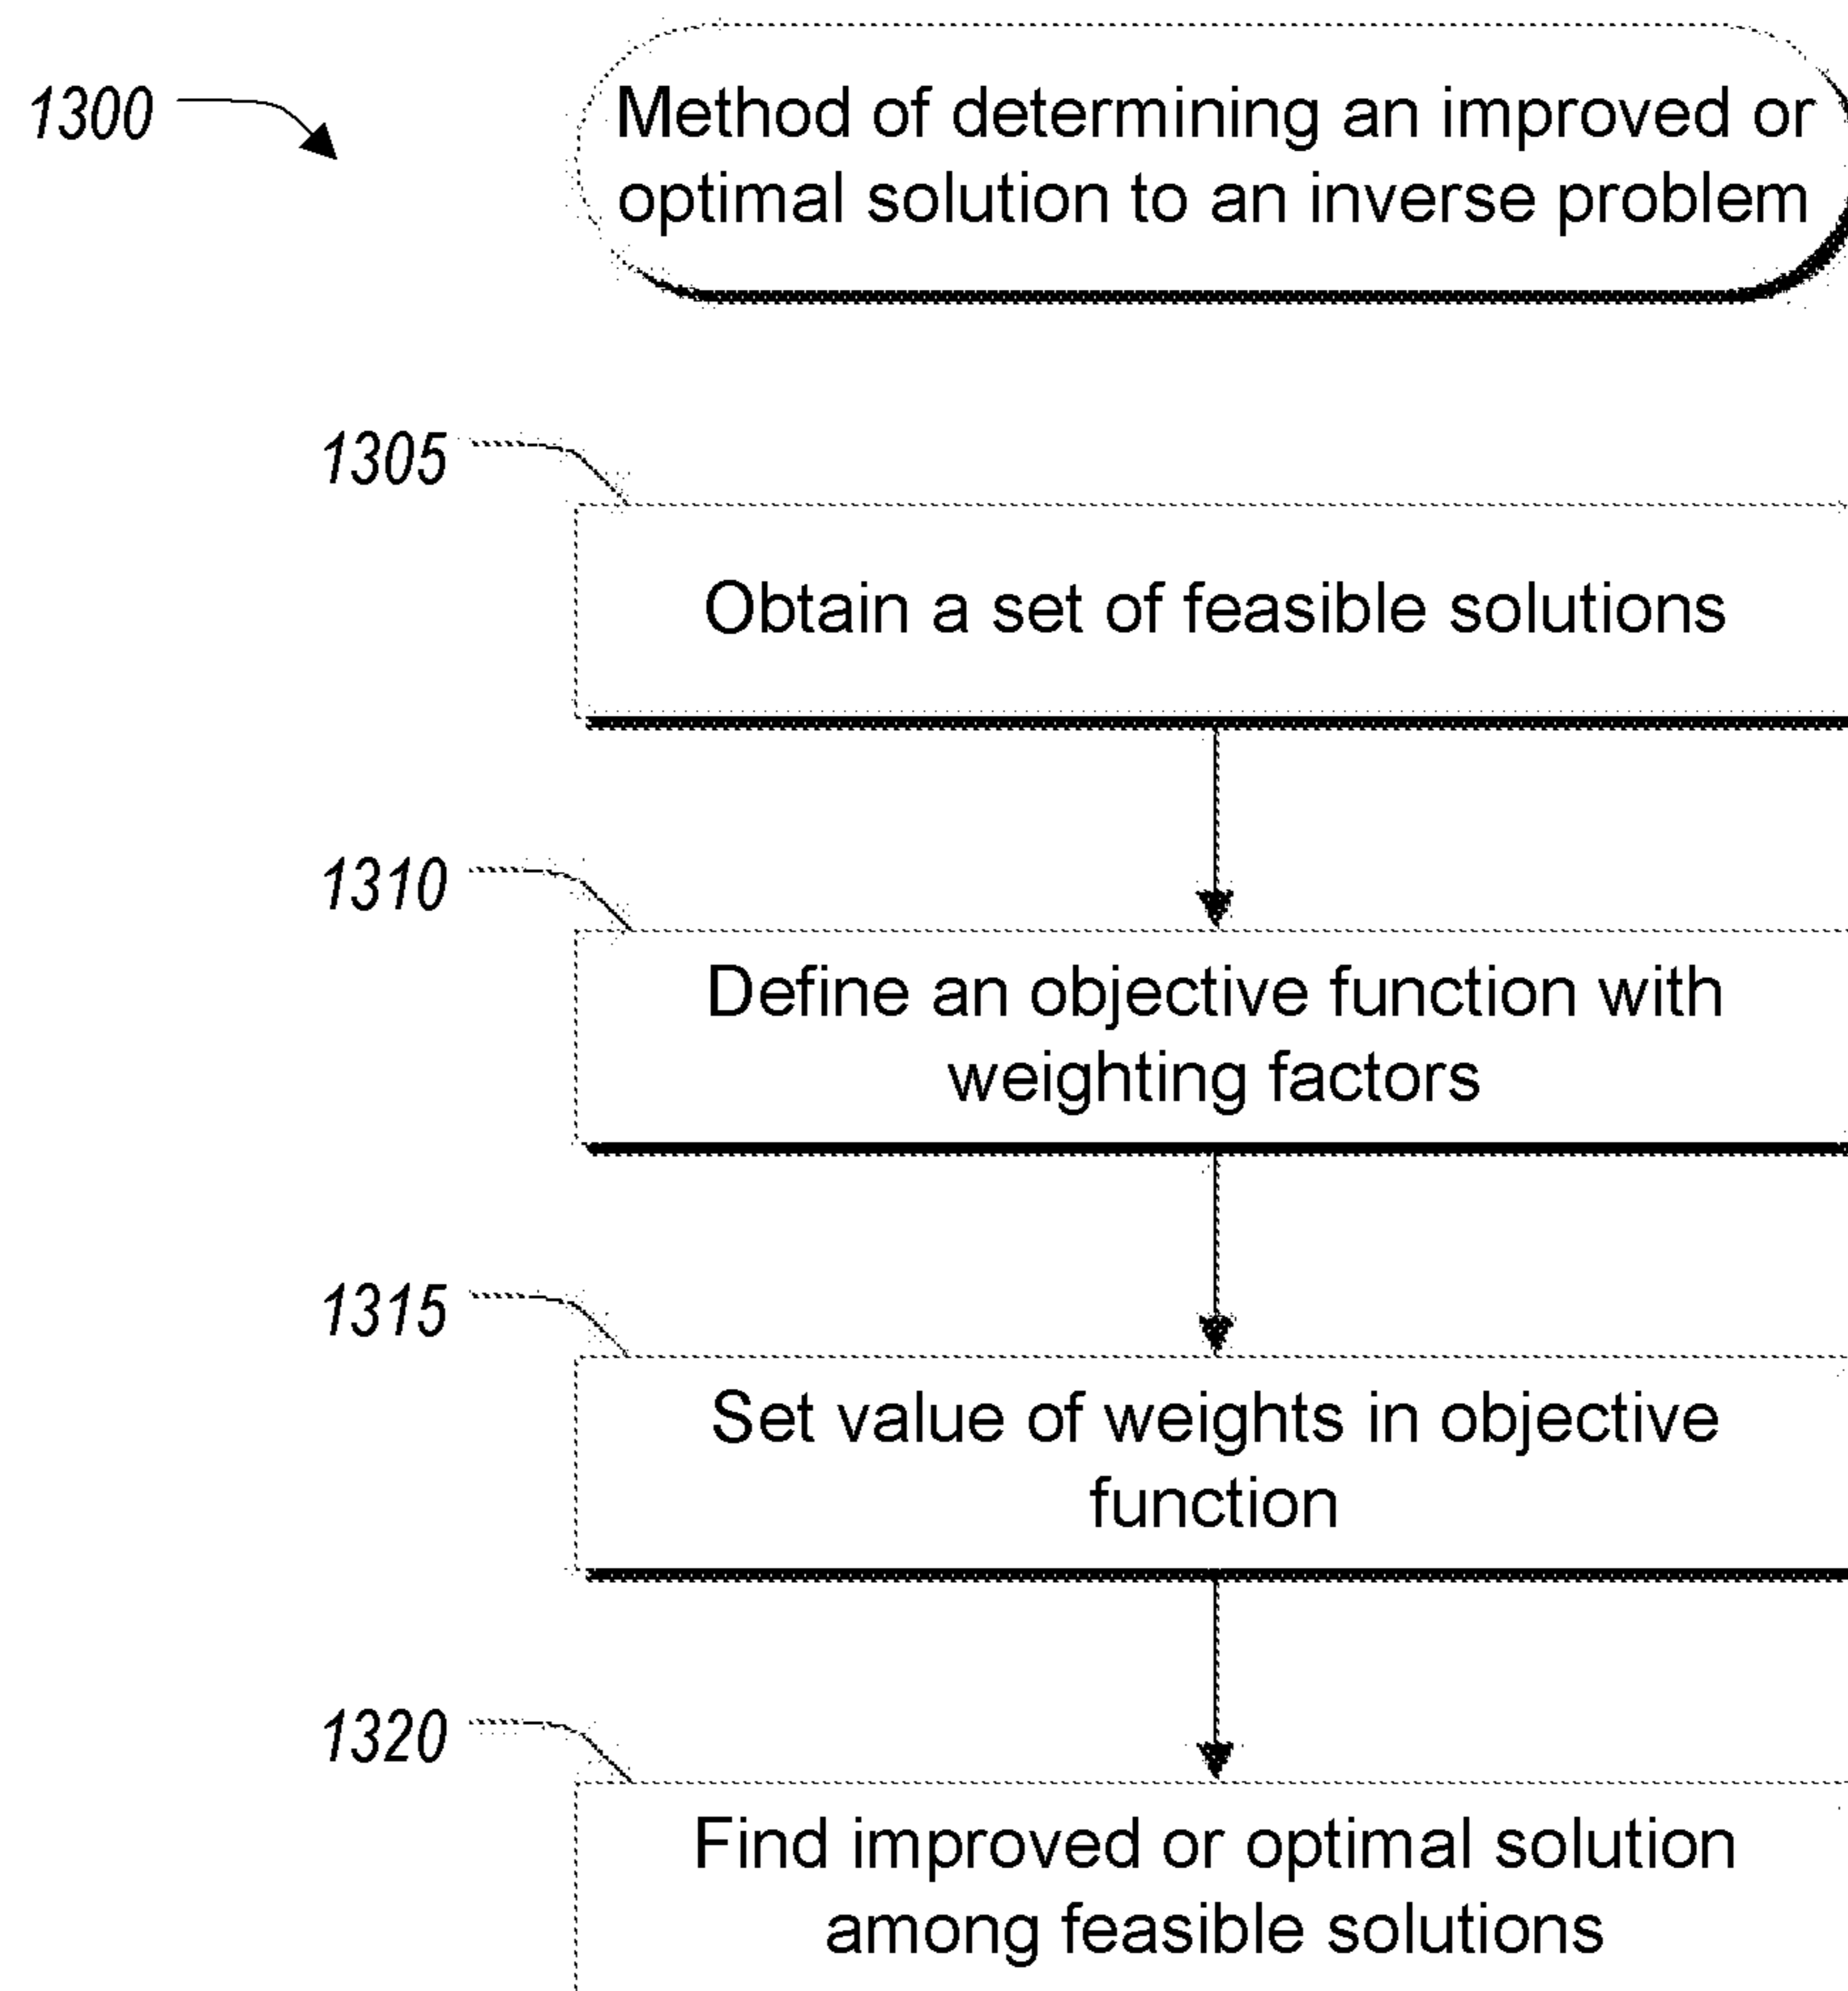 1300
Method of determining an improved or
optimal solution to an inverse problem
1305
Obtain a set of feasible solutions
1310
Define an objective function with
weighting factors
1315
Set value of weights in objective
function
1320
Find improved or optimal solution
among feasible solutions